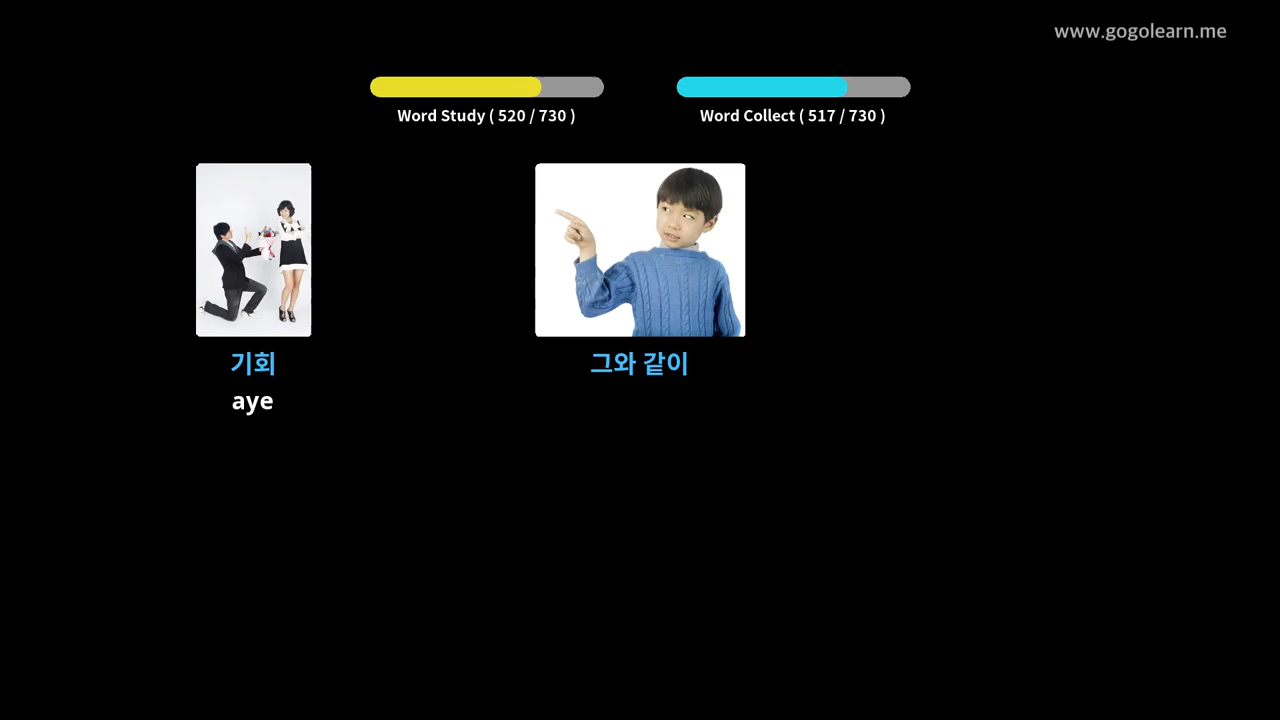 www.gogolearn.me
Word Study ( 520 / 730 )
Word Collect ( 517 / 730 )
기회
aye
그와 같이